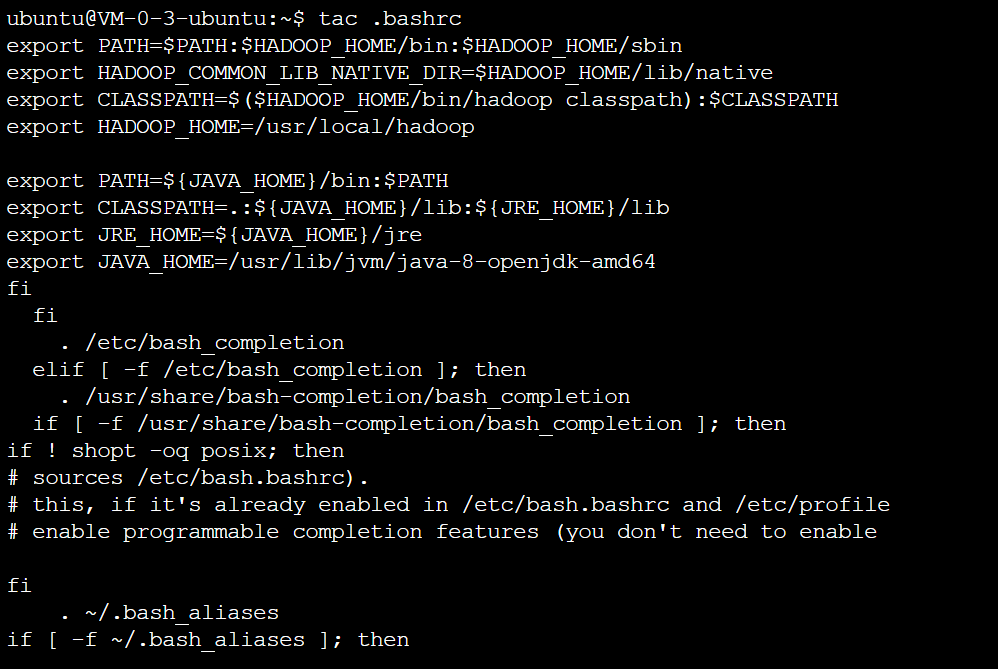 ubuntu@VM-0-3-ubuntu:~$ tac .bashrc
export PATH=$PATH:$HADOOP_HOME/bin:$HADOOP_HOME/sbin
export HADOOP_COMMON_LIB_NATIVE_DIR=$HADOOP_HOME/lib/native
export CLASSPATH=$($HADOOP_HOME/bin/hadoop classpath):$CLASSPATH
export HADOOP_HOME=/usr/local/hadoop

export PATH=${JAVA_HOME}/bin:$PATH
export CLASSPATH=.:${JAVA_HOME}/lib:${JRE_HOME}/lib
export JRE_HOME=${JAVA_HOME}/jre
export JAVA_HOME=/usr/lib/jvm/java-8-openjdk-amd64
fi
  fi
    . /etc/bash_completion
  elif [ -f /etc/bash_completion ]; then
    . /usr/share/bash-completion/bash_completion
  if [ -f /usr/share/bash-completion/bash_completion ]; then
if ! shopt -oq posix; then
# sources /etc/bash.bashrc).
# this, if it's already enabled in /etc/bash.bashrc and /etc/profile
# enable programmable completion features (you don't need to enable

fi
    . ~/.bash_aliases
if [ -f ~/.bash_aliases ]; then